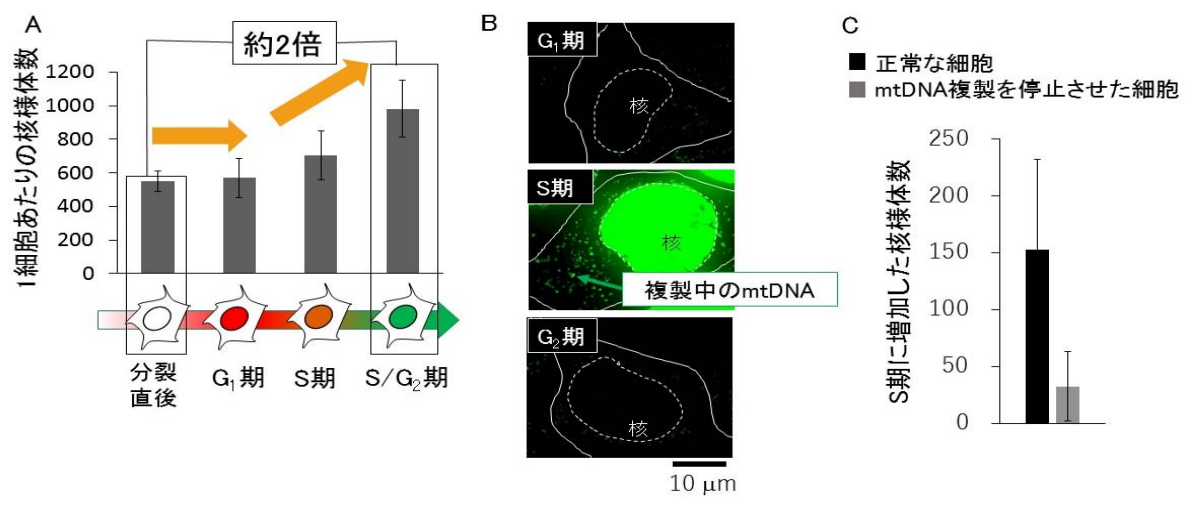 A
約2倍
1細胞あたりの核様体数
1200
1000
800
600
400
200
0
分裂
直後
G₁期
S期
S/G₂期
B
G₁期
核
S期
核
複製中のmtDNA
G₂期
核
10 μm
C
正常な細胞
mtDNA複製を停止させた細胞
S期に増加した核様体数
250
200
150
100
50
0